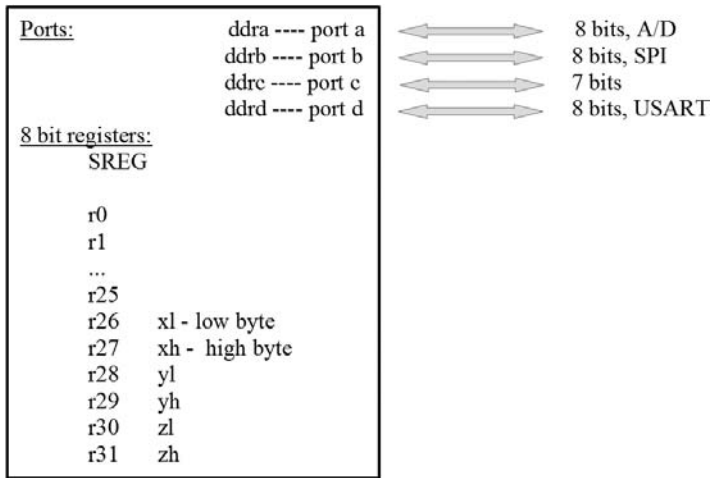 Ports: ddra ---- port a 8 bits, A/D
ddrb ---- port b 8 bits, SPI
ddrc ---- port c 7 bits
ddrd ---- port d 8 bits, USART
8 bit registers:
SREG
r0
r1
...
r25
r26 xl - low byte
r27 xh - high byte
r28 yl
r29 yh
r30 zl
r31 zh